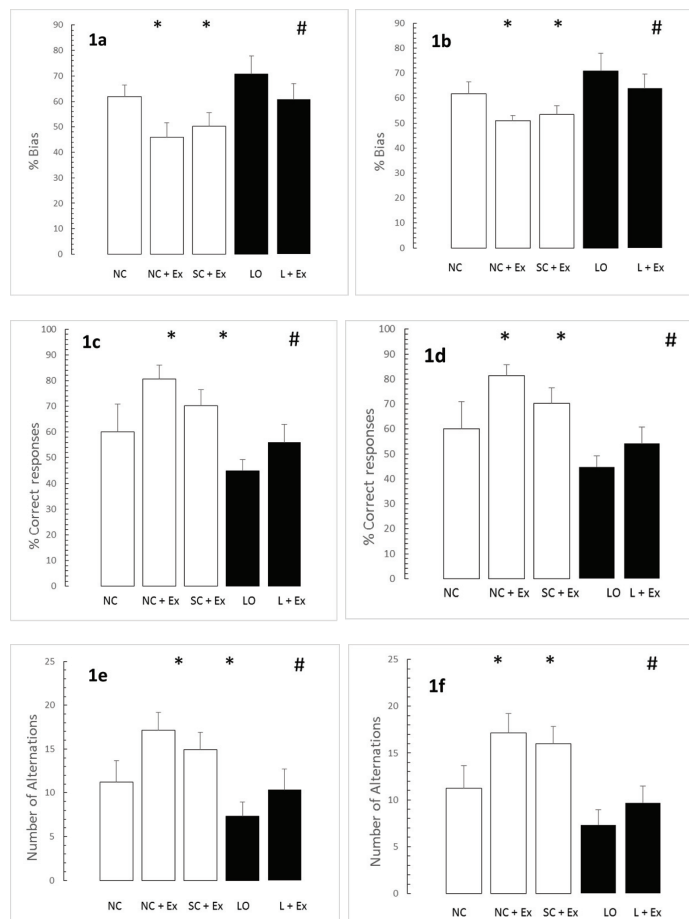 1a
* * #
% Bias
80
70
60
50
40
30
20
10
0
NC NC + Ex SC + Ex LO L + Ex
1b
* * #
% Bias
80
70
60
50
40
30
20
10
0
NC NC + Ex SC + Ex LO L + Ex
1c
* * #
% Correct responses
100
90
80
70
60
50
40
30
20
10
0
NC NC + Ex SC + Ex LO L + Ex
1d
* * #
% Correct responses
100
90
80
70
60
50
40
30
20
10
0
NC NC + Ex SC + Ex LO L + Ex
1e
* * #
Number of Alternations
25
20
15
10
5
0
NC NC + Ex SC + Ex LO L + Ex
1f
* * #
Number of Alternations
25
20
15
10
5
0
NC NC + Ex SC + Ex LO L + Ex